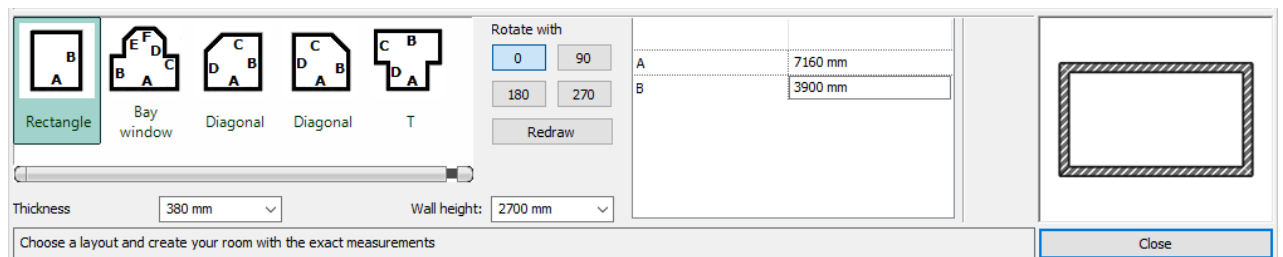 B
A
Rectangle
E F D
B A C
Bay
window
C
D B
A
Diagonal
C
D B
A
Diagonal
C B
D
A
T
Rotate with
0 90
180 270
Redraw
A 7160 mm
B 3900 mm
Thickness 380 mm Wall height: 2700 mm
Choose a layout and create your room with the exact measurements
Close